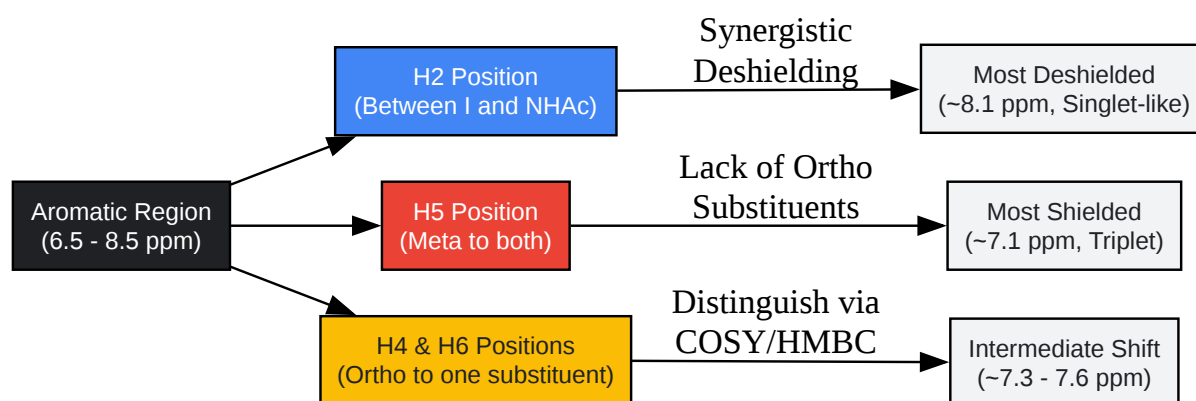 Synergistic
Deshielding
H2 Position
(Between I and NHAc)
Most Deshielded
(~8.1 ppm, Singlet-like)
Aromatic Region
(6.5 - 8.5 ppm)
H5 Position
(Meta to both)
Lack of Ortho
Substituents
Most Shielded
(~7.1 ppm, Triplet)
H4 & H6 Positions
(Ortho to one substituent)
Distinguish via
COSY/HMBC
Intermediate Shift
(~7.3 - 7.6 ppm)